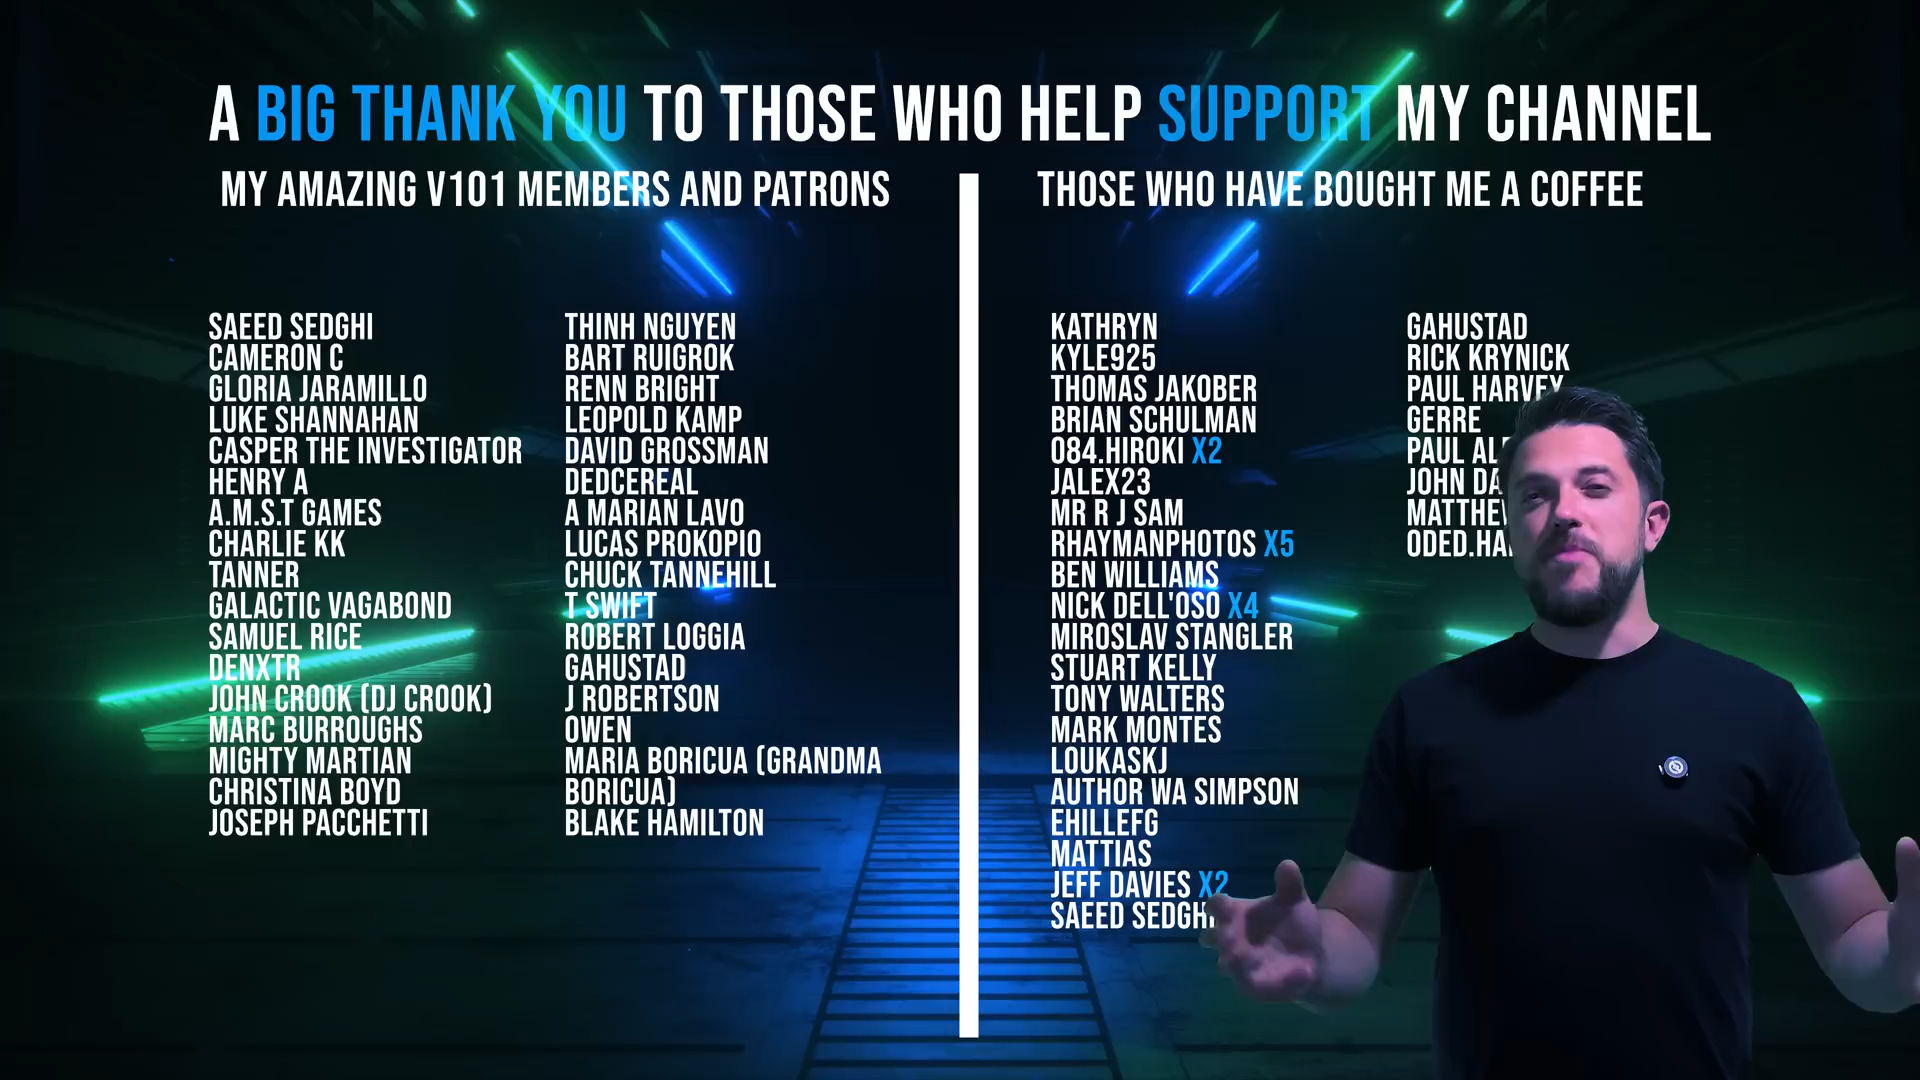 A BIG THANK YOU TO THOSE WHO HELP SUPPORT MY CHANNEL
MY AMAZING V101 MEMBERS AND PATRONS
SAEED SEDGHI
CAMERON C
GLORIA JARAMILLO
LUKE SHANNAHAN
CASPER THE INVESTIGATOR
HENRY A
A.M.S.T GAMES
CHARLIE KK
TANNER
GALACTIC VAGABOND
SAMUEL RICE
DENXTR
JOHN CROOK (DJ CROOK)
MARC BURROUGHS
MIGHTY MARTIAN
CHRISTINA BOYD
JOSEPH PACCHETTI
THINH NGUYEN
BART RUIGROK
RENN BRIGHT
LEOPOLD KAMP
DAVID GROSSMAN
DEDCEREAL
A MARIAN LAVO
LUCAS PROKOPIO
CHUCK TANNEHILL
T SWIFT
ROBERT LOGGIA
GAHUSTAD
J ROBERTSON
OWEN
MARIA BORICUA (GRANDMA
BORICUA)
BLAKE HAMILTON
THOSE WHO HAVE BOUGHT ME A COFFEE
KATHRYN
KYLE925
THOMAS JAKOBER
BRIAN SCHULMAN
084.HIROKI X2
JALEX23
MR R J SAM
RHAYMANPHOTOS X5
BEN WILLIAMS
NICK DELL'OSO X4
MIROSLAV STANGLER
STUART KELLY
TONY WALTERS
MARK MONTES
LOUKASKJ
AUTHOR WA SIMPSON
EHILLEFG
MATTIAS
JEFF DAVIES X2
SAEED SEDGHI
GAHUSTAD
RICK KRYNICK
PAUL HARVEY
GERRE
PAUL
JOHN